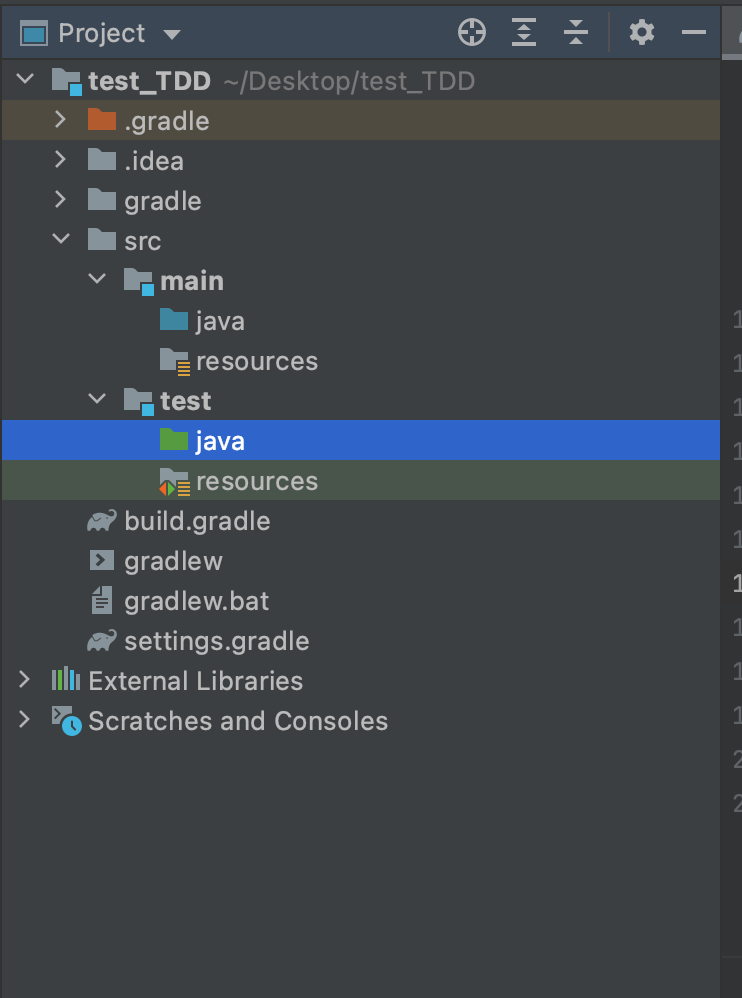 Project
test_TDD ~/Desktop/test_TDD
.gradle
.idea
gradle
src
main
java
resources
test
java
resources
build.gradle
gradlew
gradlew.bat
settings.gradle
External Libraries
Scratches and Consoles